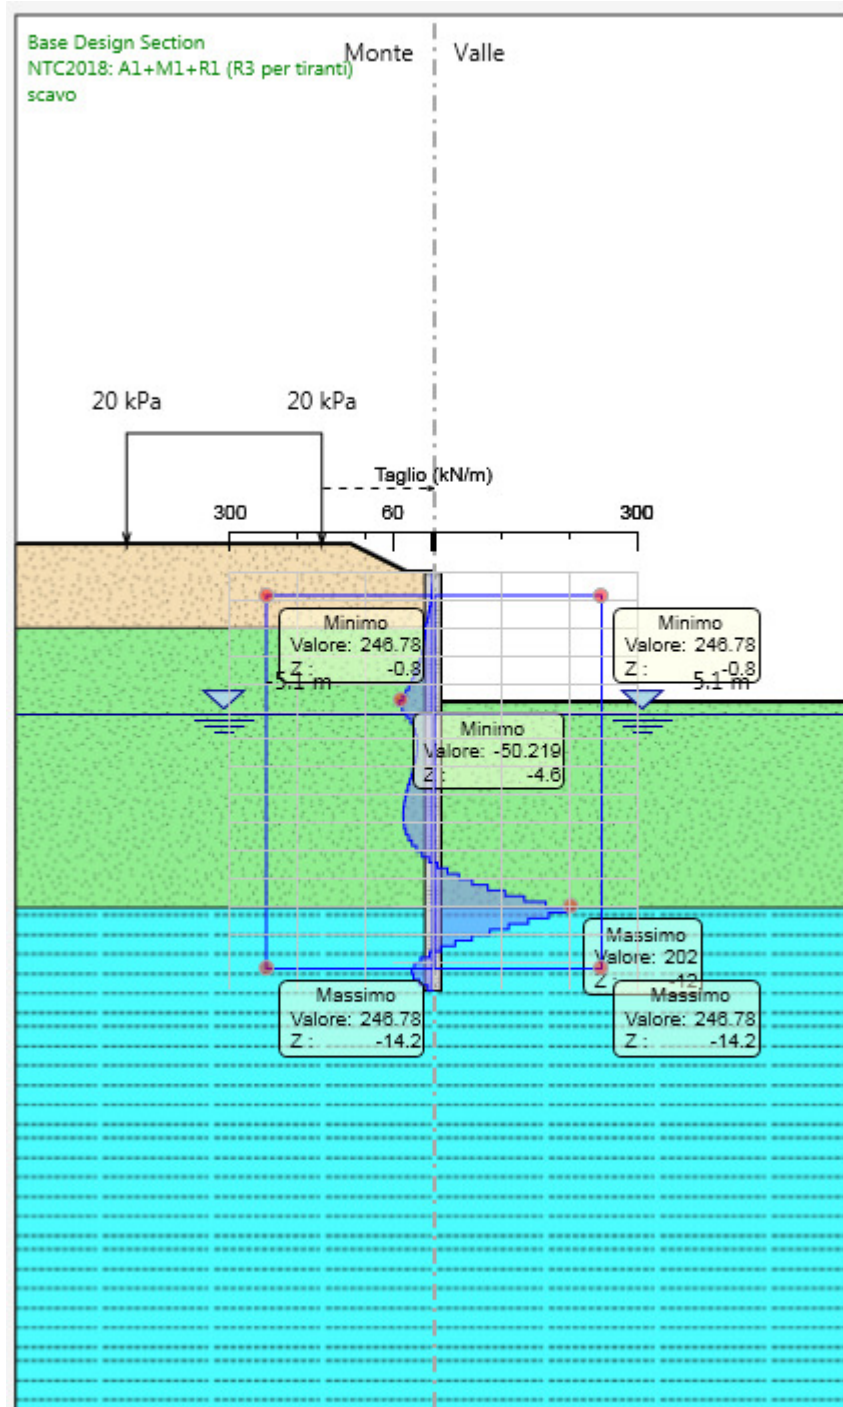 Base Design Section
NTC2018: A1+M1+R1 (R3 per tiranti)
scavo
Monte
Valle
20 kPa
20 kPa
Taglio (kN/m)
300
60
300
Minimo
Valore: 246.78
Z : -0.8
-5.1 m
Minimo
Valore: 246.78
Z : -0.8
5.1 m
Minimo
Valore: -50.219
Z : -4.6
Massimo
Valore: 202
Z : -12
Massimo
Valore: 246.78
Z : -14.2
Massimo
Valore: 246.78
Z : -14.2